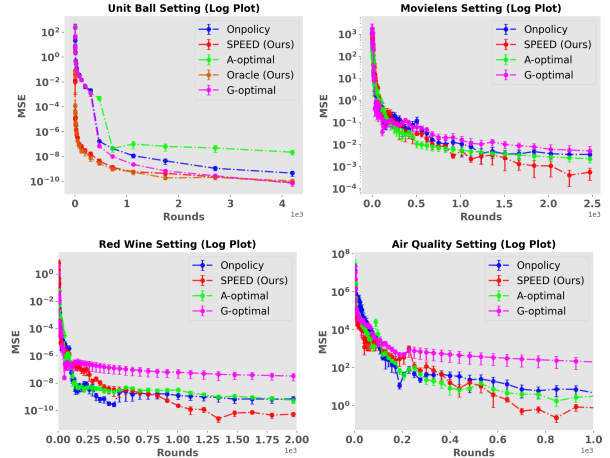 Unit Ball Setting (Log Plot)
10²
10⁰
10⁻²
10⁻⁴
10⁻⁶
10⁻⁸
10⁻¹⁰
MSE
Onpolicy
SPEED (Ours)
A-optimal
Oracle (Ours)
G-optimal
0 1 2 3 4
Rounds
1e3
Movielens Setting (Log Plot)
10³
10²
10¹
10⁰
10⁻¹
10⁻²
10⁻³
10⁻⁴
MSE
Onpolicy
SPEED (Ours)
A-optimal
G-optimal
0.0 0.5 1.0 1.5 2.0 2.5
Rounds
1e3
Red Wine Setting (Log Plot)
10⁰
10⁻²
10⁻⁴
10⁻⁶
10⁻⁸
10⁻¹⁰
MSE
Onpolicy
SPEED (Ours)
A-optimal
G-optimal
0.00 0.25 0.50 0.75 1.00 1.25 1.50 1.75 2.00
Rounds
1e3
Air Quality Setting (Log Plot)
10⁸
10⁶
10⁴
10²
10⁰
MSE
Onpolicy
SPEED (Ours)
A-optimal
G-optimal
0.0 0.2 0.4 0.6 0.8 1.0
Rounds
1e3